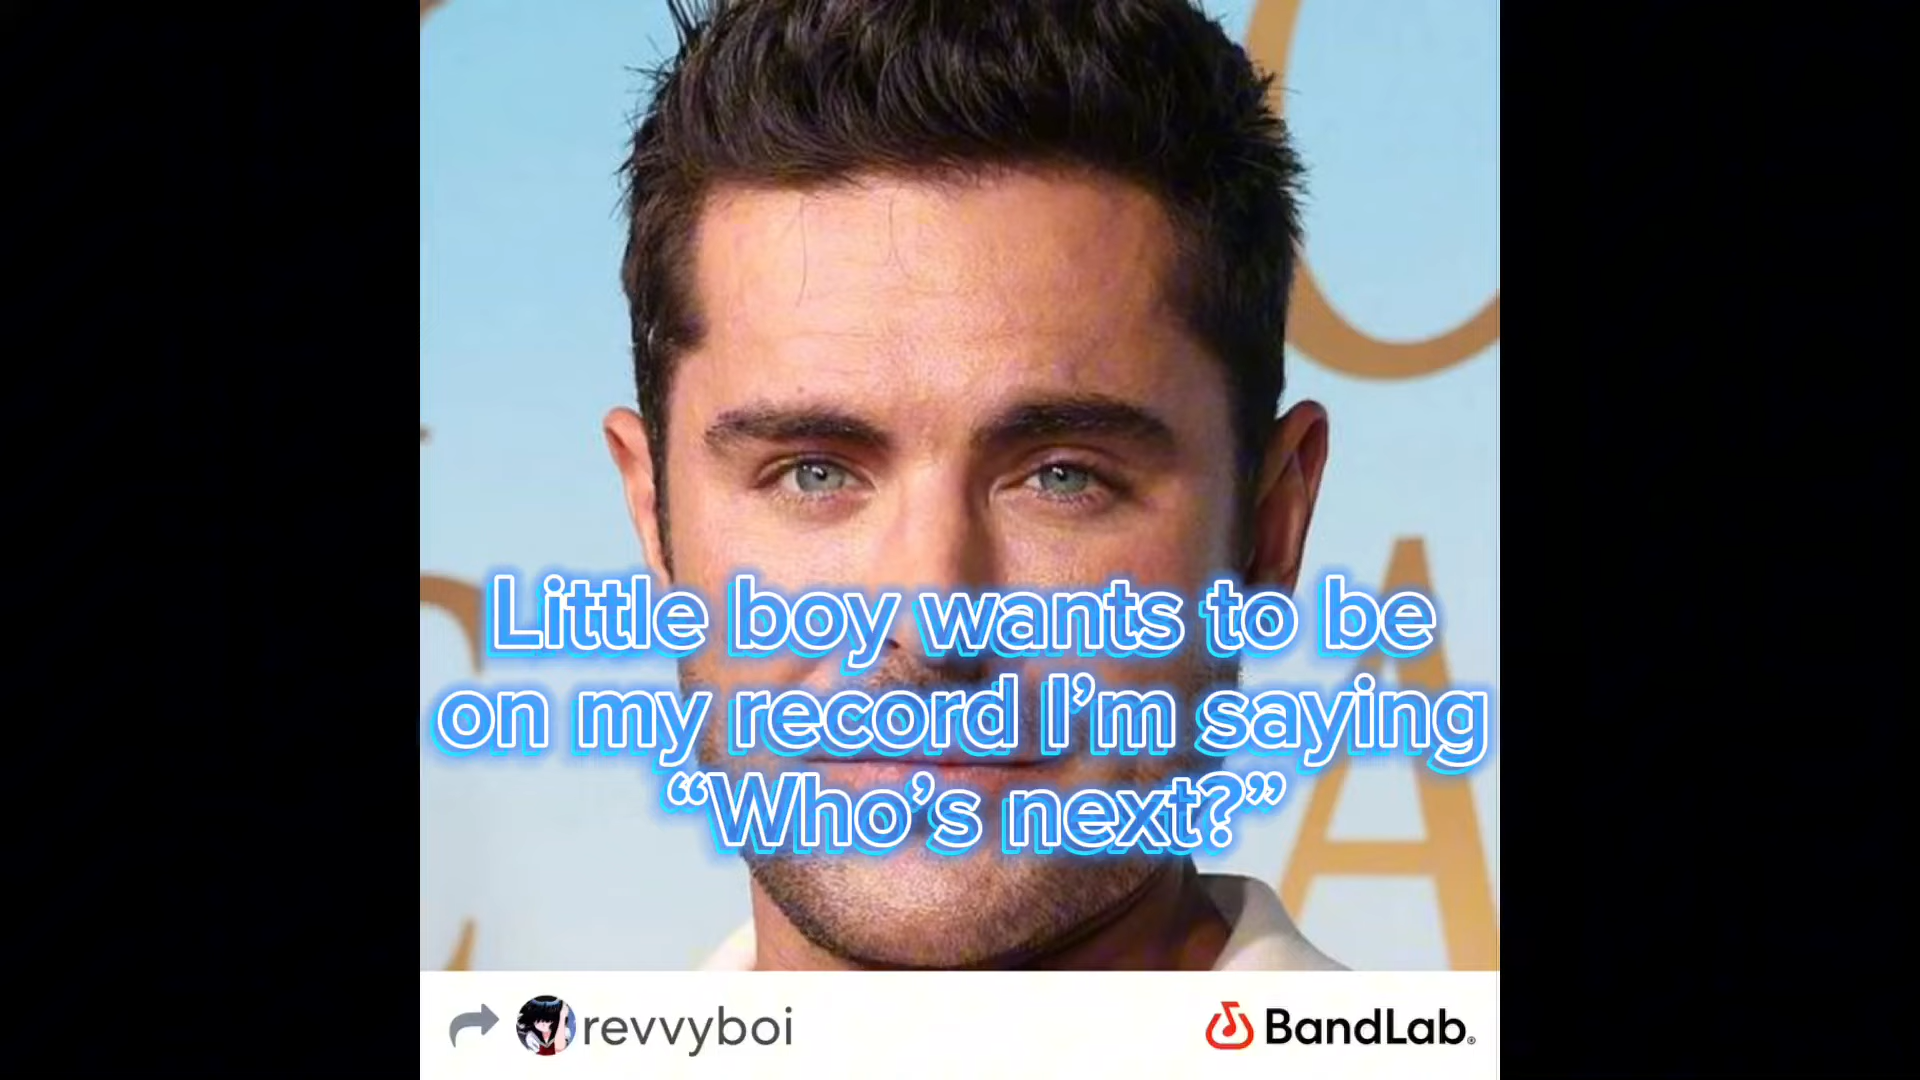 Little boy wants to be
on my record I’m saying
“Who’s next?”
revvyboi
BandLab®